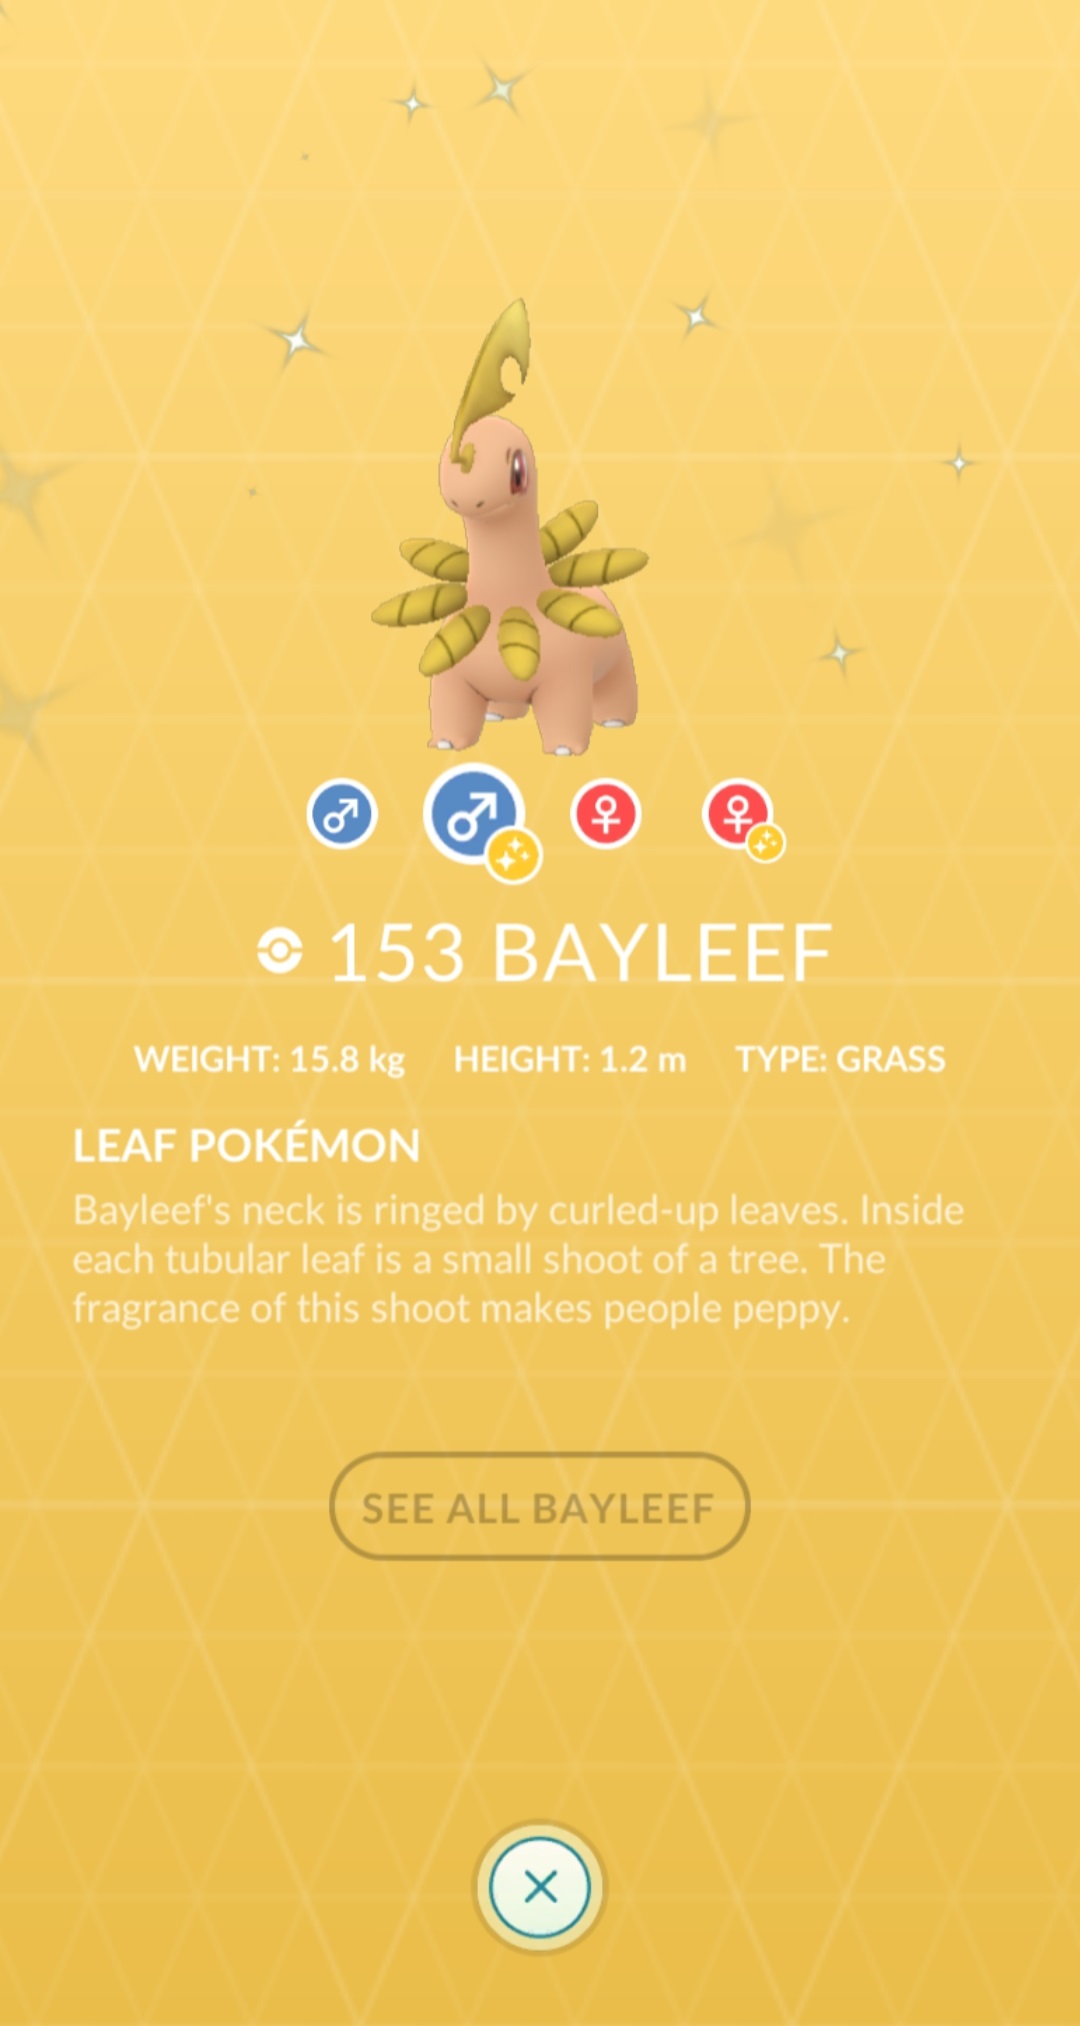 153 BAYLEEF
WEIGHT: 15.8 kg HEIGHT: 1.2 m TYPE: GRASS
LEAF POKÉMON
Bayleef's neck is ringed by curled-up leaves. Inside
each tubular leaf is a small shoot of a tree. The
fragrance of this shoot makes people peppy.
SEE ALL BAYLEEF